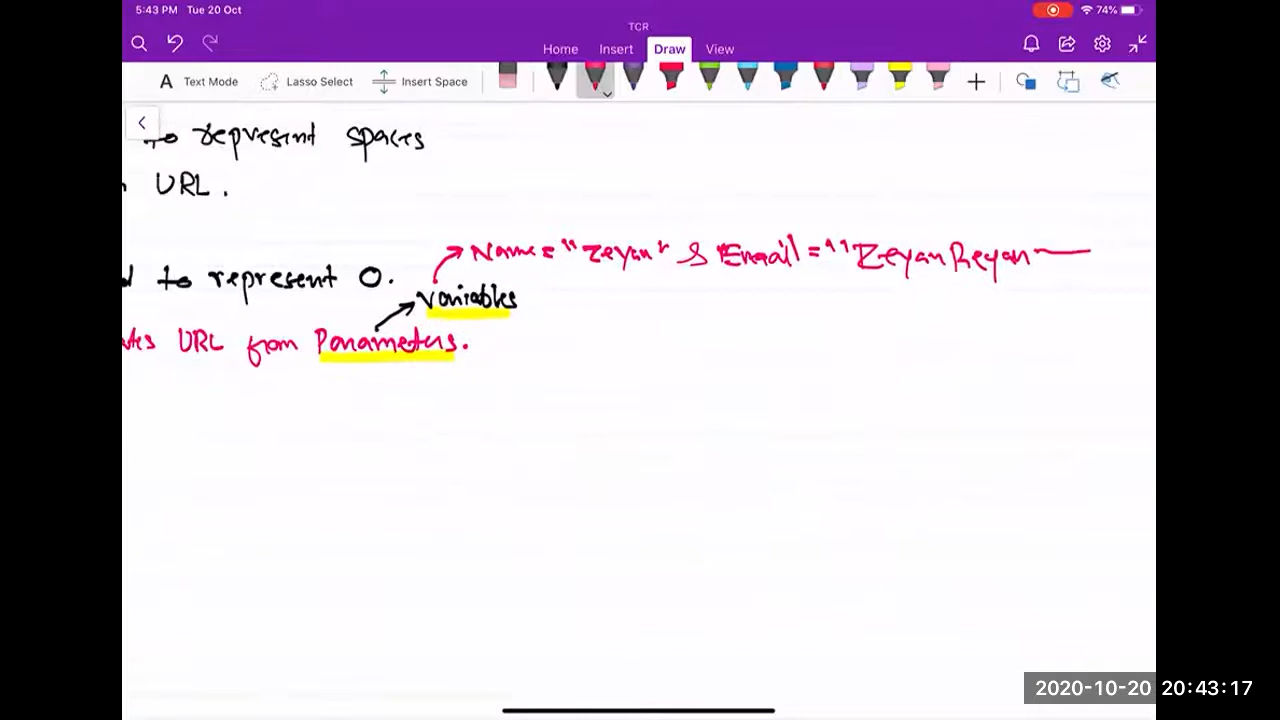 5:43 PM Tue 20 Oct
74%
TCR
Home Insert Draw View
Text Mode Lasso Select Insert Space
to represent spaces
URL.
Name = "Zeyan" & Email = "ZeyanReyan
to represent 0.
variables
URL from Parameters.
2020-10-20 20:43:17